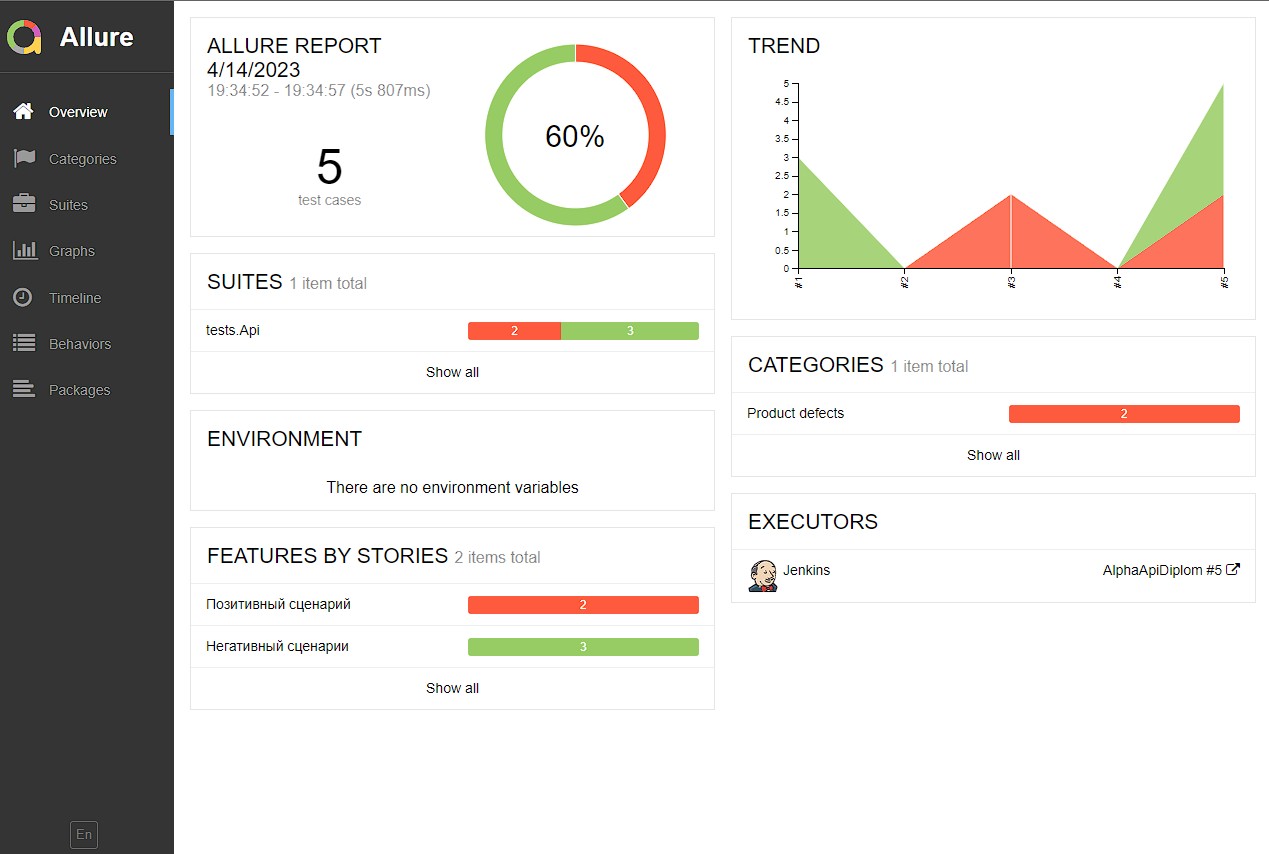 Allure
Overview
Categories
Suites
Graphs
Timeline
Behaviors
Packages
En
ALLURE REPORT
4/14/2023
19:34:52 - 19:34:57 (5s 807ms)
5
test cases
60%
SUITES 1 item total
tests.Api 2 3
Show all
ENVIRONMENT
There are no environment variables
FEATURES BY STORIES 2 items total
Позитивный сценарий 2
Негативный сценарии 3
Show all
TREND
5
4.5
4
3.5
3
2.5
2
1.5
1
0.5
0
#1 #2 #3 #4 #5
CATEGORIES 1 item total
Product defects 2
Show all
EXECUTORS
Jenkins AlphaApiDiplom #5